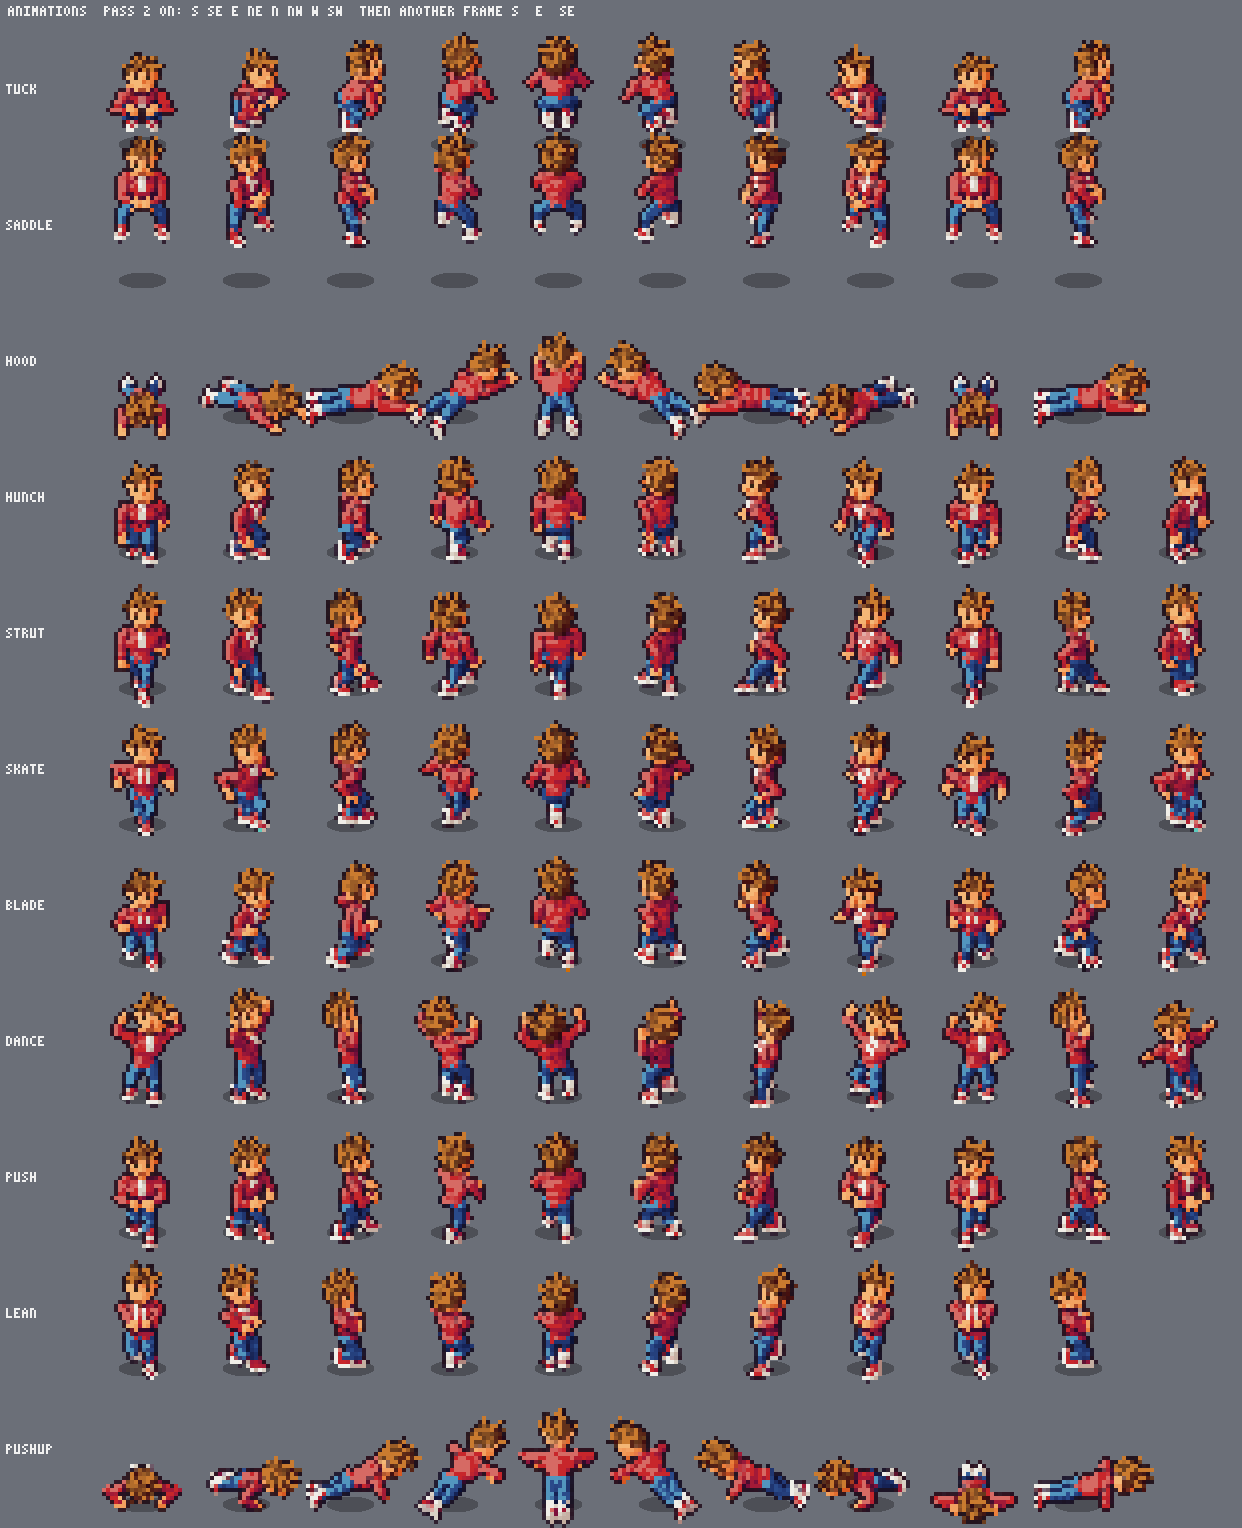 ANIMATIONS PASS 2 ON: S SE E NE N NW W SW THEN ANOTHER FRAME S E SE
TUCK
SADDLE
HOOD
HUNCH
STRUT
SKATE
BLADE
DANCE
PUSH
LEAN
PUSHUP